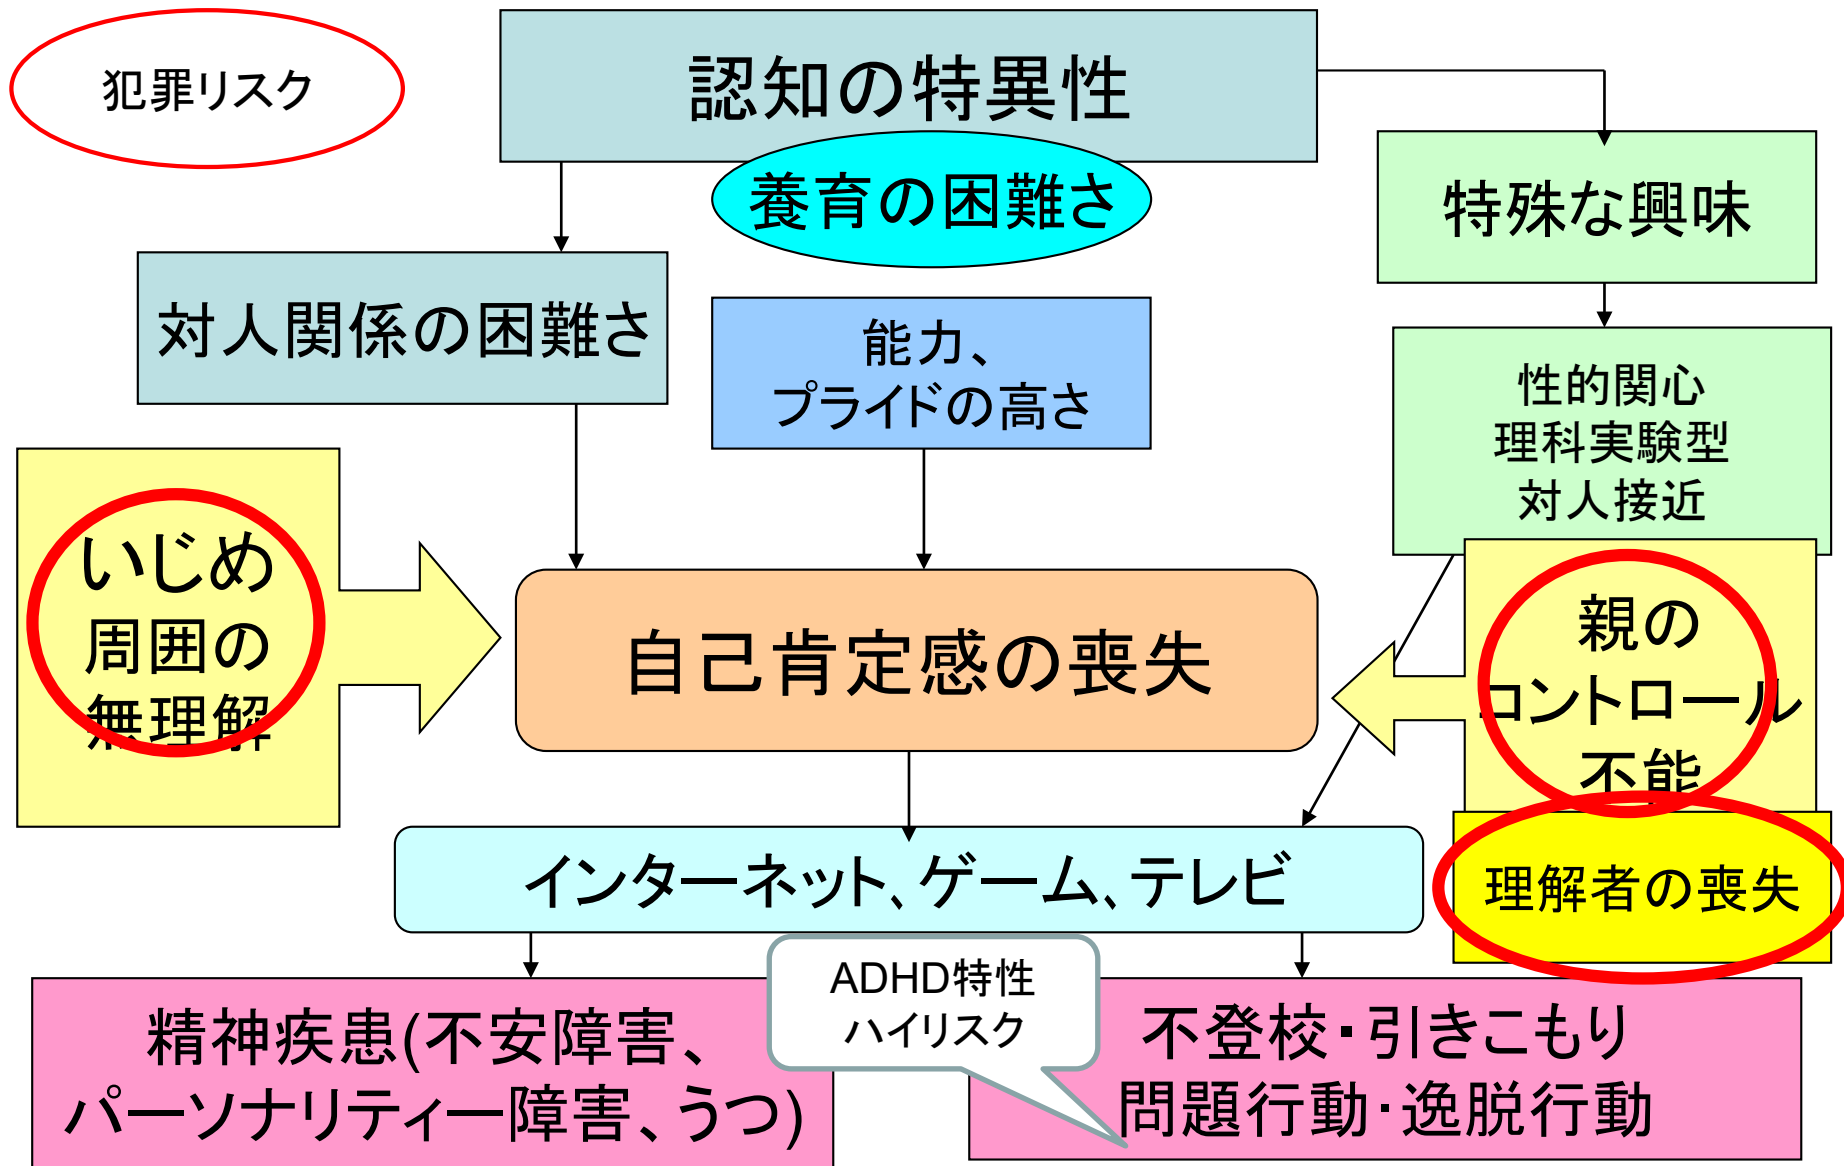 犯罪リスク
認知の特異性
養育の困難さ
特殊な興味
対人関係の困難さ
能力、
プライドの高さ
性的関心
理科実験型
対人接近
いじめ
周囲の
無理解
自己肯定感の喪失
親の
コントロール
不能
インターネット、ゲーム、テレビ
理解者の喪失
ADHD特性
ハイリスク
精神疾患(不安障害、
パーソナリティー障害、うつ)
不登校・引きこもり
問題行動・逸脱行動